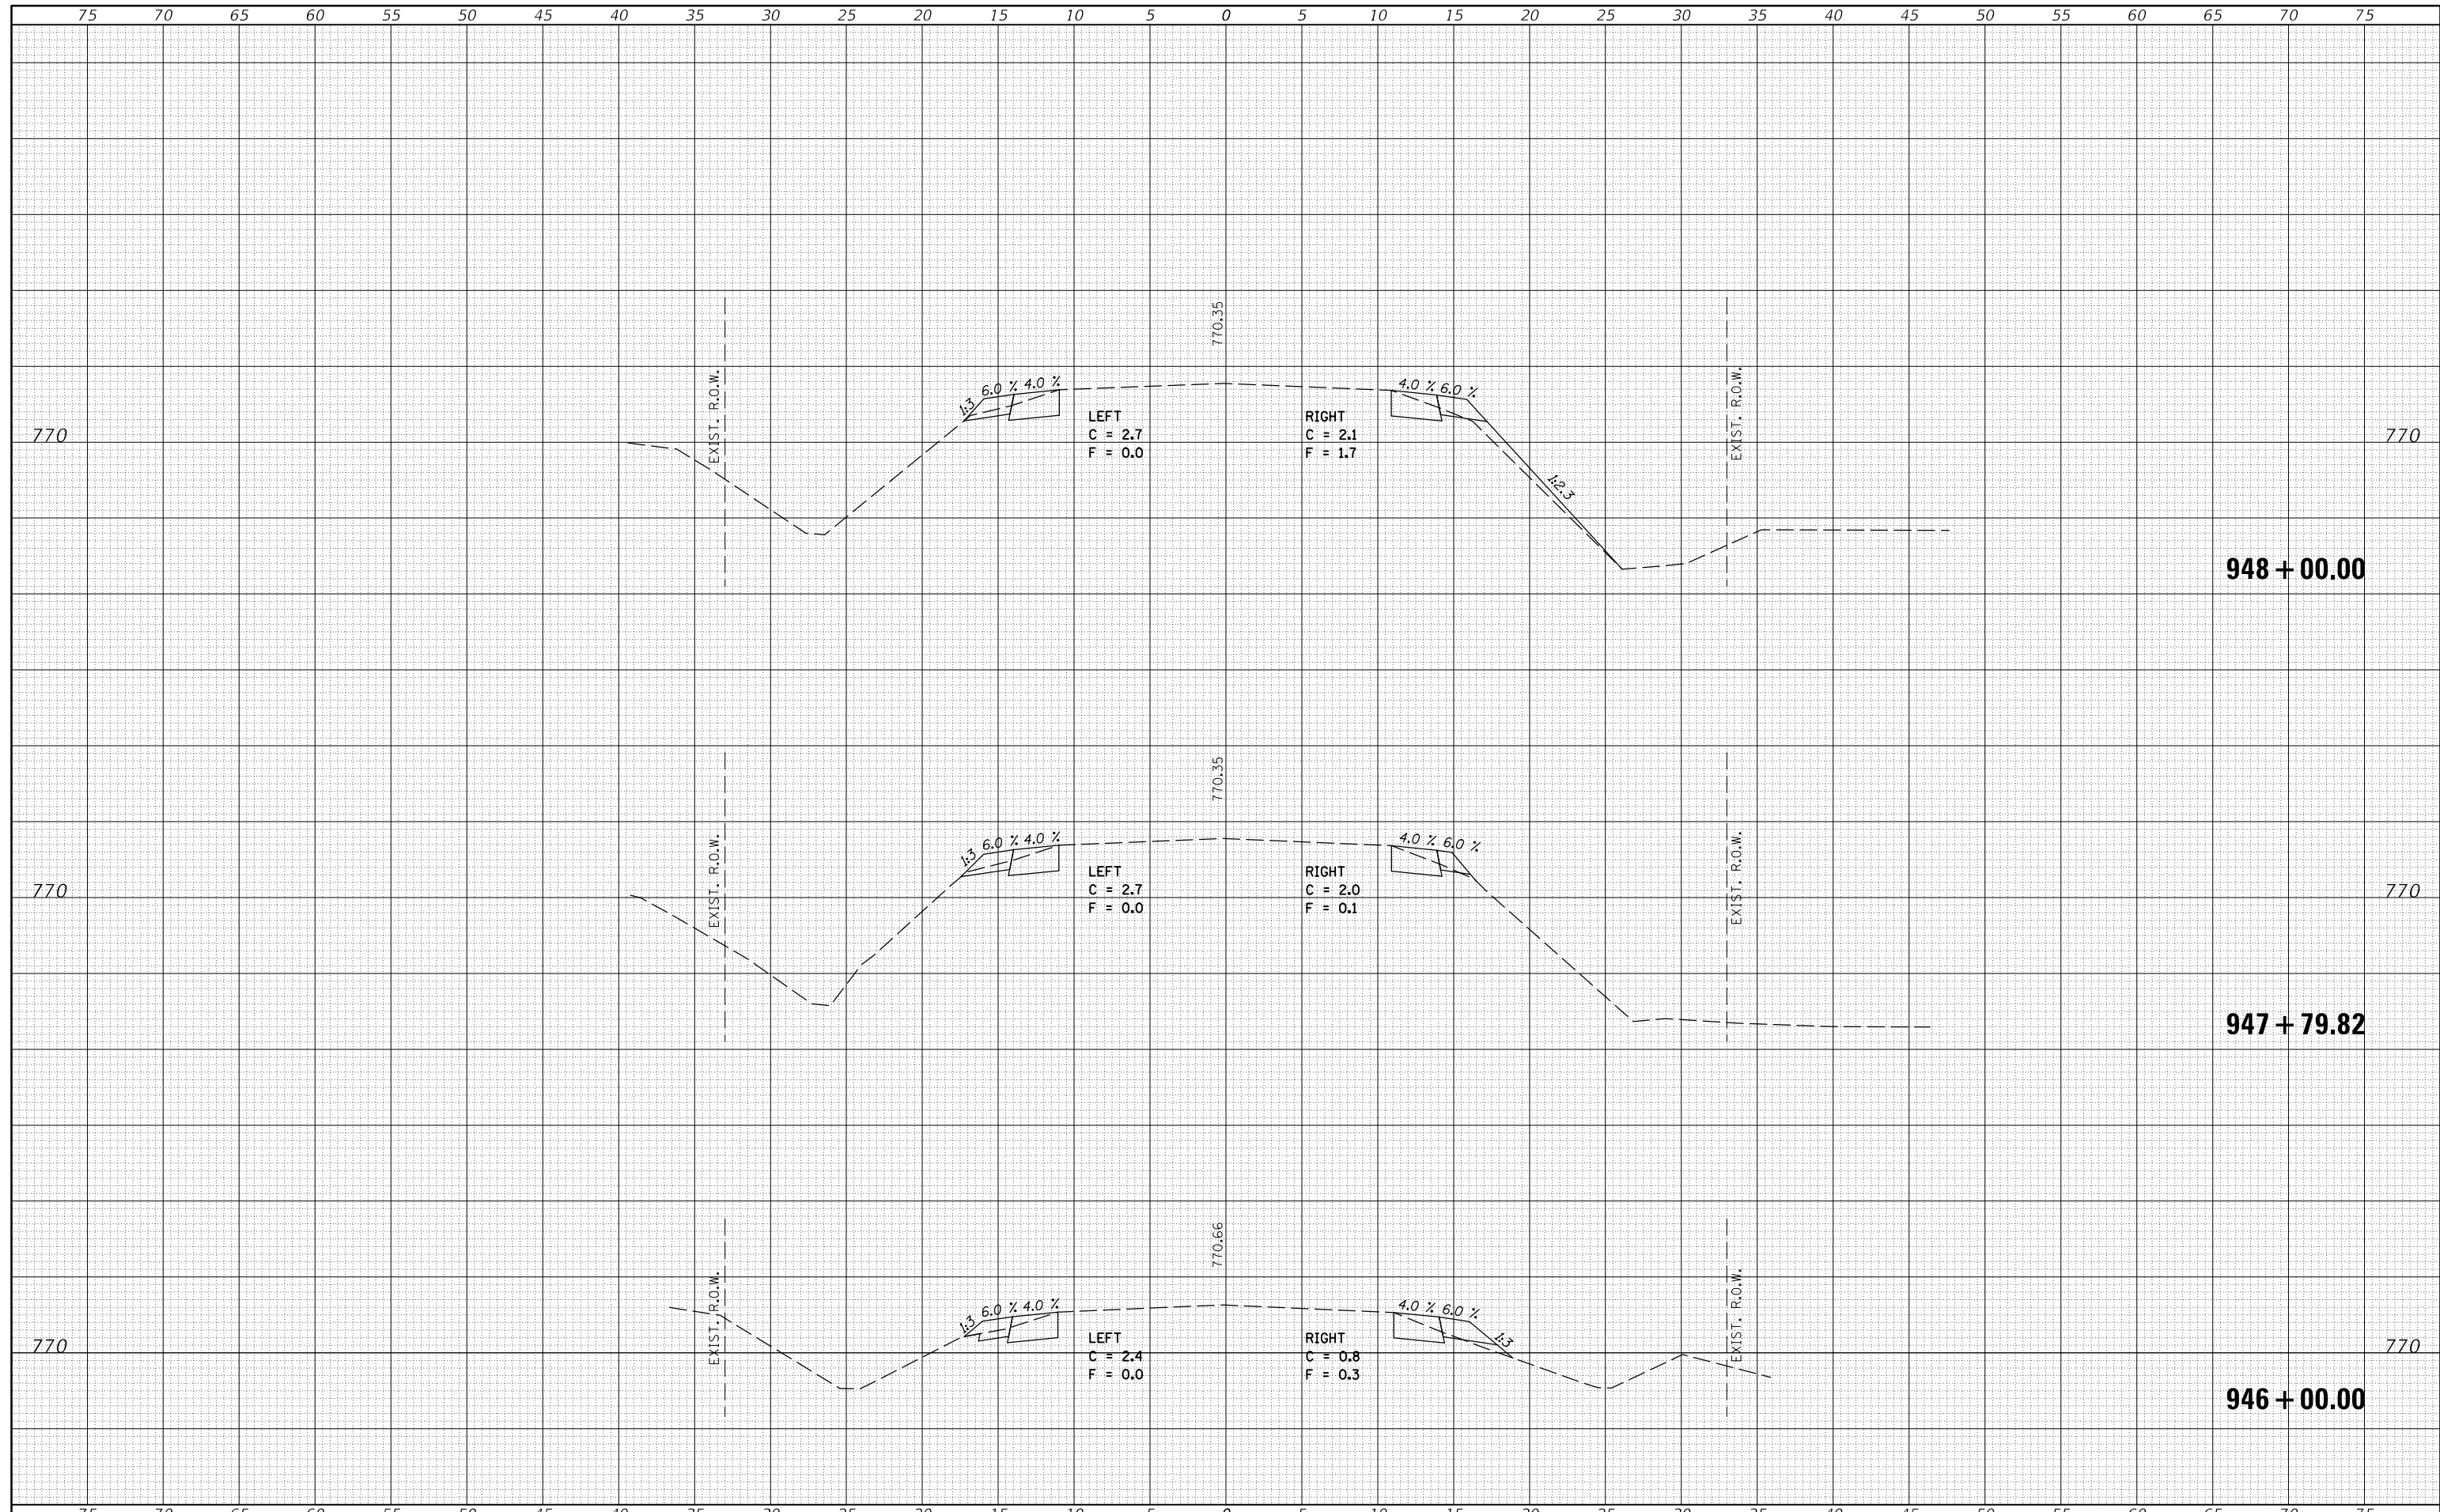 75 70 65 60 55 50 45 40 35 30 25 20 15 10 5 0 5 10 15 20 25 30 35 40 45 50 55 60 65 70 75
770.35
EXIST. R.O.W.
EXIST. R.O.W.
1:3 6.0 % 4.0 %
4.0 % 6.0 %
1:2.3
LEFT
C = 2.7
F = 0.0
RIGHT
C = 2.1
F = 1.7
770
770
948 + 00.00
770.35
EXIST. R.O.W.
EXIST. R.O.W.
1:3 6.0 % 4.0 %
4.0 % 6.0 %
LEFT
C = 2.7
F = 0.0
RIGHT
C = 2.0
F = 0.1
770
770
947 + 79.82
770.66
EXIST. R.O.W.
EXIST. R.O.W.
1:3 6.0 % 4.0 %
4.0 % 6.0 %
1:3
LEFT
C = 2.4
F = 0.0
RIGHT
C = 0.8
F = 0.3
770
770
946 + 00.00
75 70 65 60 55 50 45 40 35 30 25 20 15 10 5 0 5 10 15 20 25 30 35 40 45 50 55 60 65 70 75